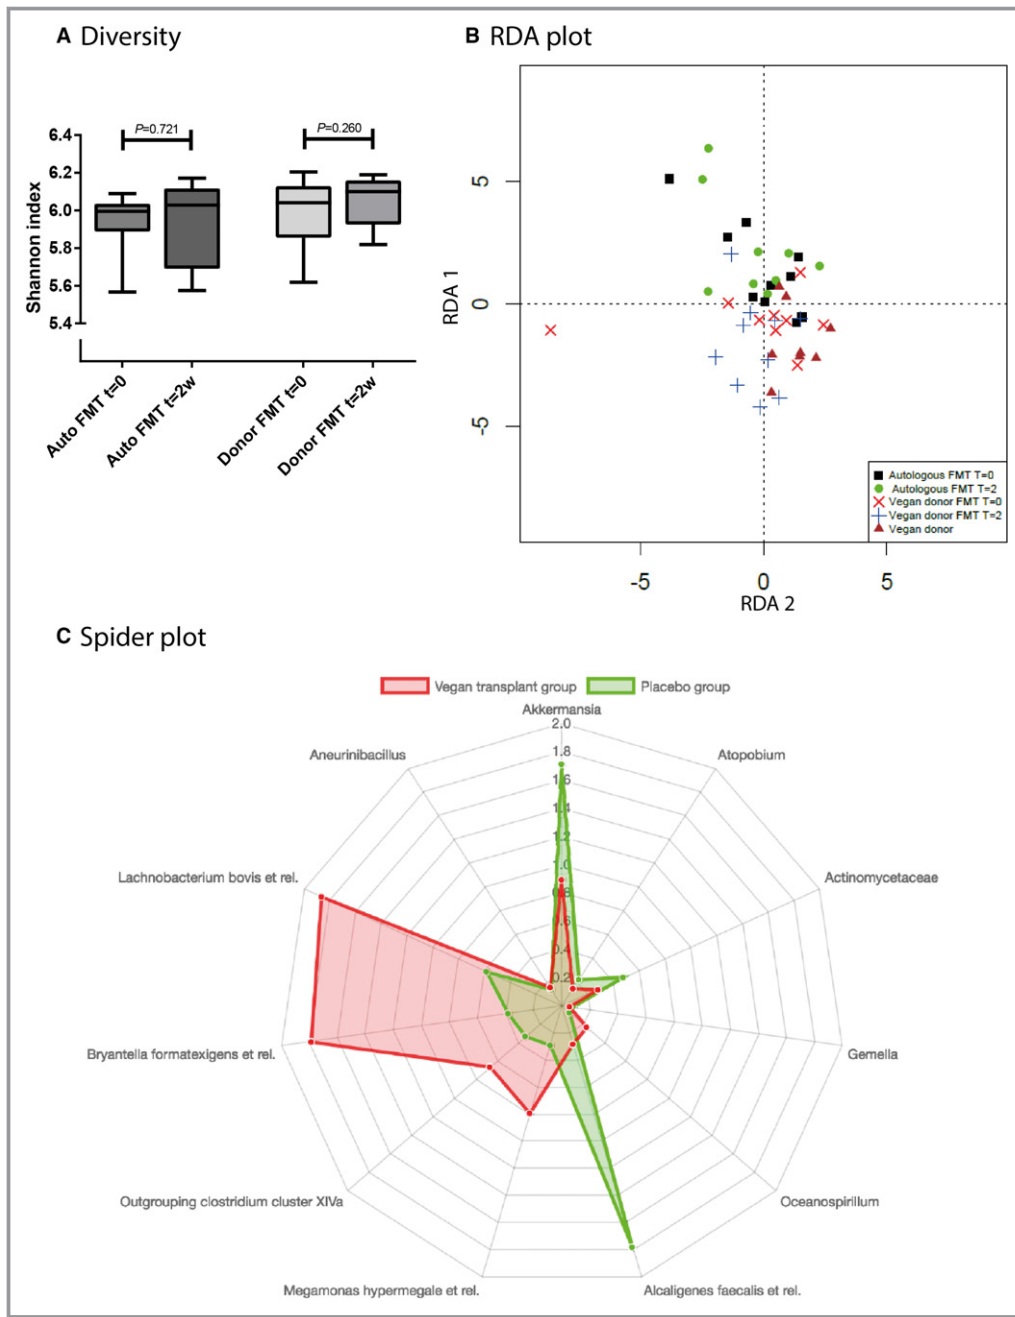 A Diversity
B RDA plot
P=0.721
P=0.260
6.4
6.2
6.0
5.8
5.6
5.4
Shannon index
Auto FMT t=0
Auto FMT t=2w
Donor FMT t=0
Donor FMT t=2w
5
0
-5
RDA 1
Autologous FMT T=0
Autologous FMT T=2
Vegan donor FMT T=0
Vegan donor FMT T=2
Vegan donor
-5 0 5
RDA 2
C Spider plot
Vegan transplant group Placebo group
Akkermansia
2.0
1.8
1.6
1.4
1.2
1.0
0.8
0.6
0.4
0.2
Aneurinibacillus
Atopobium
Lachnobacterium bovis et rel.
Actinomycetaceae
Bryantella formatexigens et rel.
Gemella
Outgrouping clostridium cluster XIVa
Oceanospirillum
Megamonas hypermegale et rel.
Alcaligenes faecalis et rel.